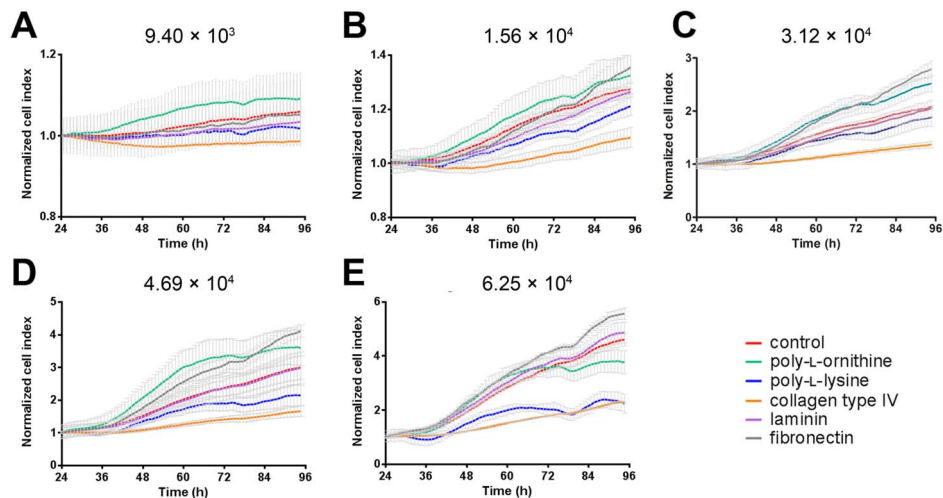 A
9.40 × 10³
Normalized cell index
1.2
1.0
0.8
24 36 48 60 72 84 96
Time (h)
B
1.56 × 10⁴
Normalized cell index
1.4
1.2
1.0
0.8
24 36 48 60 72 84 96
Time (h)
C
3.12 × 10⁴
Normalized cell index
3
2
1
0
24 36 48 60 72 84 96
Time (h)
D
4.69 × 10⁴
Normalized cell index
5
4
3
2
1
0
24 36 48 60 72 84 96
Time (h)
E
6.25 × 10⁴
Normalized cell index
6
4
2
0
24 36 48 60 72 84 96
Time (h)
control
poly-L-ornithine
poly-L-lysine
collagen type IV
laminin
fibronectin